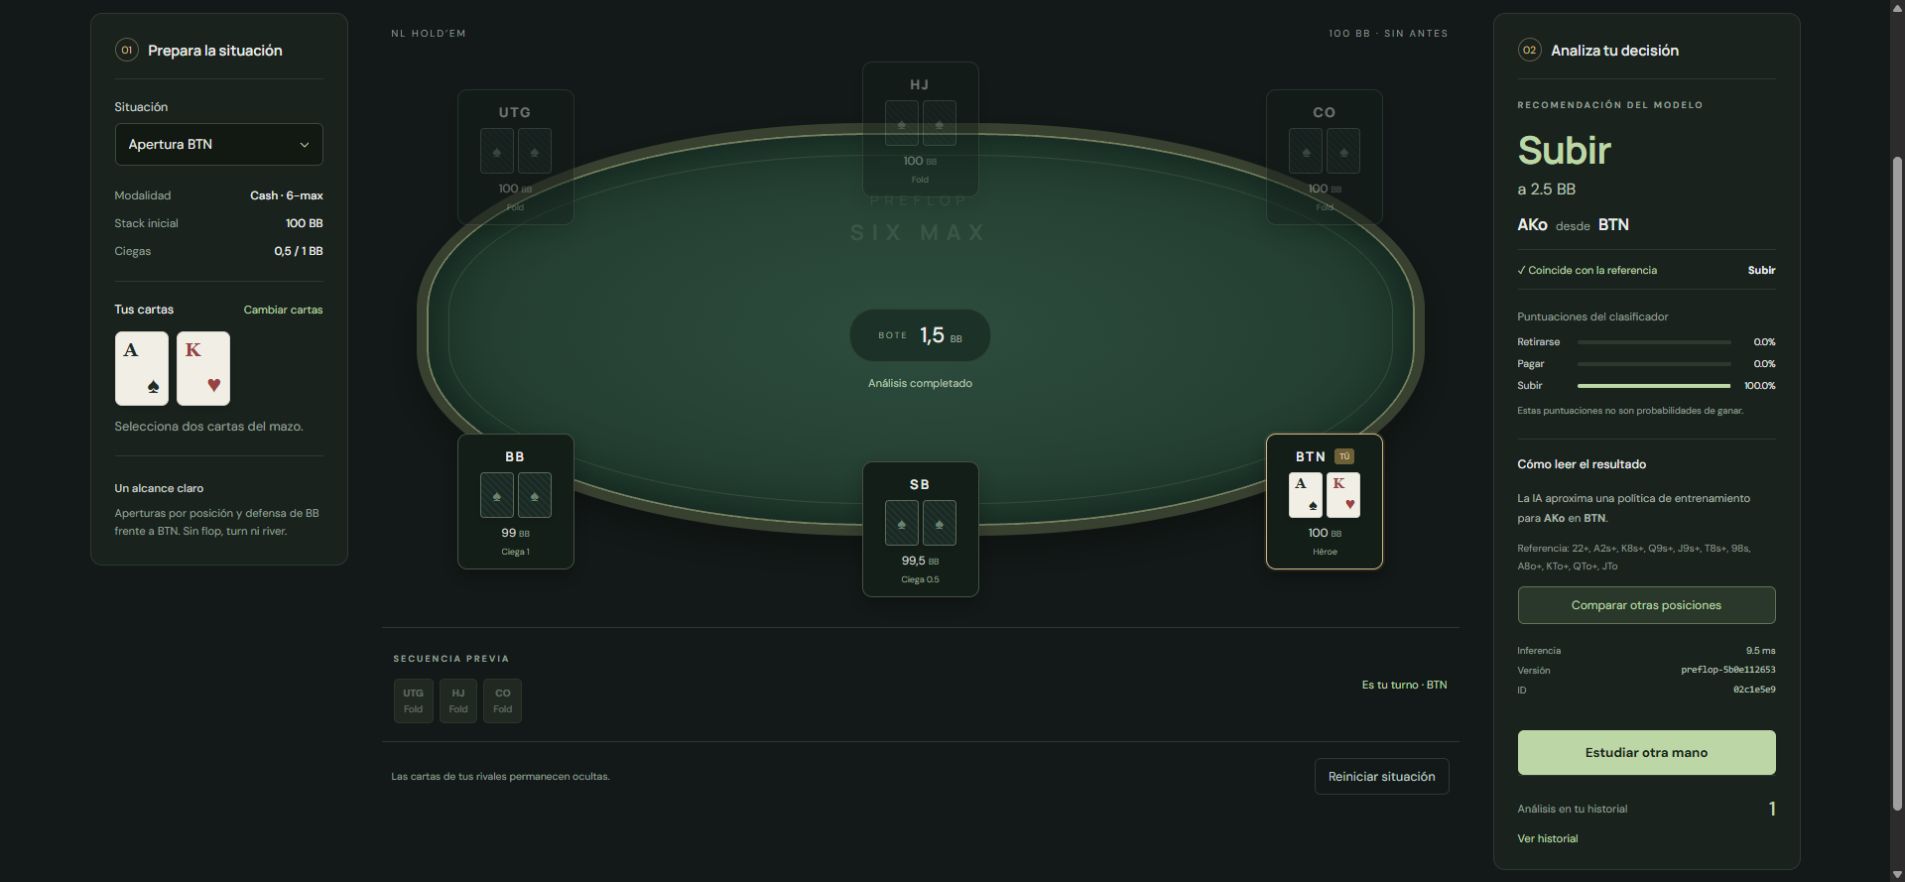 01 Prepara la situación
Situación
Apertura BTN
Modalidad Cash · 6-max
Stack inicial 100 BB
Ciegas 0,5 / 1 BB
Tus cartas Cambiar cartas
A K
Selecciona dos cartas del mazo.
Un alcance claro
Aperturas por posición y defensa de BB
frente a BTN. Sin flop, turn ni river.
NL HOLD'EM
100 BB · SIN ANTES
UTG
100 BB
Fold
HJ
100 BB
Fold
CO
100 BB
Fold
PREFLOP
SIX MAX
BOTE 1,5 BB
Análisis completado
BB
99 BB
Ciega 1
SB
99,5 BB
Ciega 0.5
BTN TÚ
A K
100 BB
Héroe
SECUENCIA PREVIA
UTG HJ CO
Fold Fold Fold
Es tu turno · BTN
Las cartas de tus rivales permanecen ocultas.
Reiniciar situación
02 Analiza tu decisión
RECOMENDACIÓN DEL MODELO
Subir
a 2.5 BB
AKo desde BTN
✓ Coincide con la referencia Subir
Puntuaciones del clasificador
Retirarse 0.0%
Pagar 0.0%
Subir 100.0%
Estas puntuaciones no son probabilidades de ganar.
Cómo leer el resultado
La IA aproxima una política de entrenamiento
para AKo en BTN.
Referencia: 22+, A2s+, K8s+, Q9s+, J9s+, T8s+, 98s,
A8o+, KTo+, QTo+, JTo
Comparar otras posiciones
Inferencia 9.5 ms
Versión preflop-5b0e112653
ID 02c1e5e9
Estudiar otra mano
Análisis en tu historial 1
Ver historial